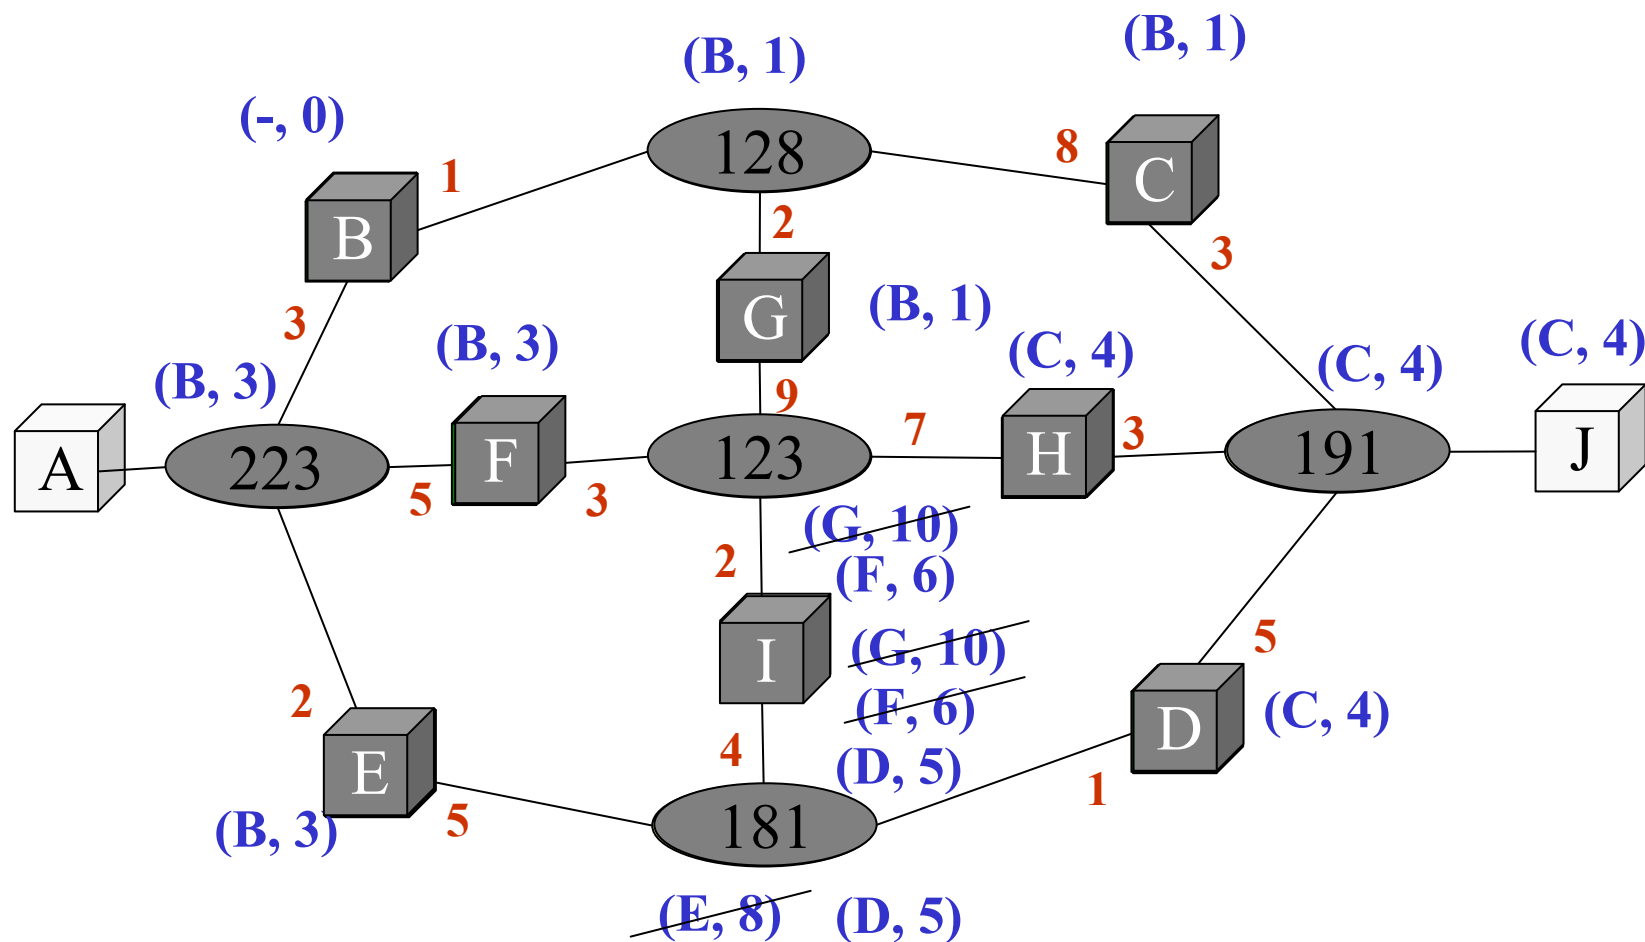 (B, 1)
(B, 1)
(-, 0)
128
8
C
1
B
2
3
G
(B, 1)
3
(B, 3)
(C, 4)
(C, 4)
(C, 4)
(B, 3)
9
7
3
A
223
F
123
H
191
J
5
3
(G, 10)
2
(F, 6)
I
(G, 10)
5
2
(F, 6)
D
(C, 4)
4
(D, 5)
E
1
(B, 3)
5
181
(E, 8)
(D, 5)